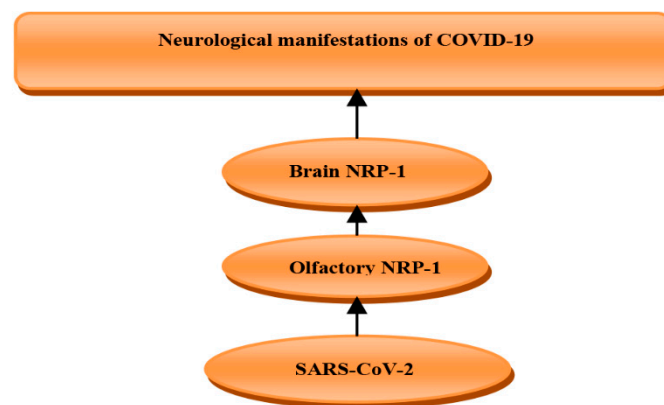 Neurological manifestations of COVID-19
Brain NRP-1
Olfactory NRP-1
SARS-CoV-2